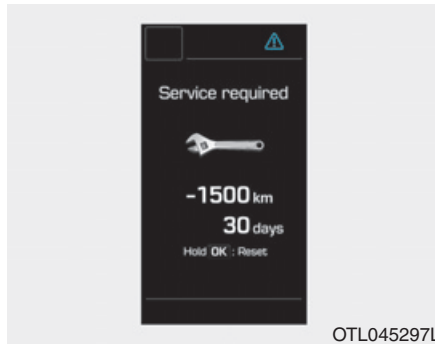 Service required
-1500 km
30 days
Hold OK : Reset
OTL045297L